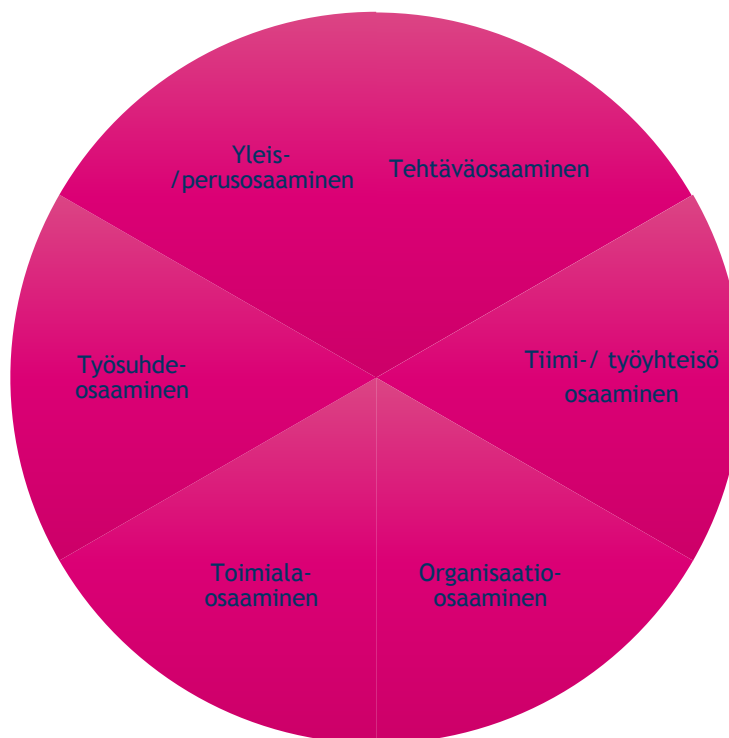 Yleis-
/perusosaaminen
Tehtäväosaaminen
Työsuhde-
osaaminen
Tiimi-/ työyhteisö
osaaminen
Toimiala-
osaaminen
Organisaatio-
osaaminen